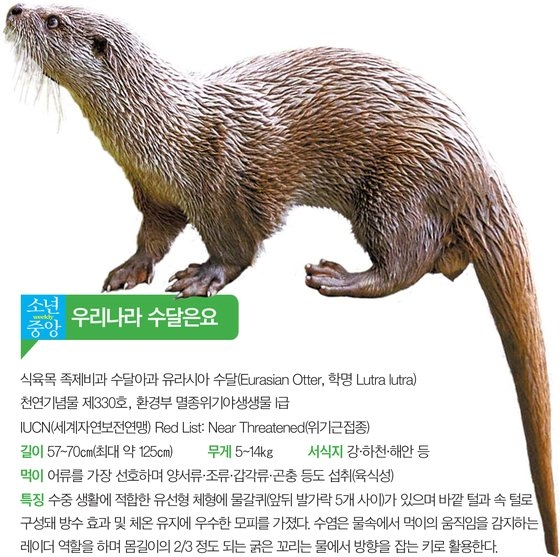 소년
weekly
중앙
우리나라 수달은요
식육목 족제비과 수달아과 유라시아 수달(Eurasian Otter, 학명 Lutra lutra)
천연기념물 제330호, 환경부 멸종위기야생생물 I급
IUCN(세계자연보전연맹) Red List: Near Threatened(위기근접종)
길이 57~70㎝(최대 약 125㎝) 무게 5~14㎏ 서식지 강·하천·해안 등
먹이 어류를 가장 선호하며 양서류·조류·갑각류·곤충 등도 섭취(육식성)
특징 수중 생활에 적합한 유선형 체형에 물갈퀴(앞뒤 발가락 5개 사이)가 있으며 바깥 털과 속 털로
구성돼 방수 효과 및 체온 유지에 우수한 모피를 가졌다. 수염은 물속에서 먹이의 움직임을 감지하는
레이더 역할을 하며 몸길이의 2/3 정도 되는 굵은 꼬리는 물에서 방향을 잡는 키로 활용한다.